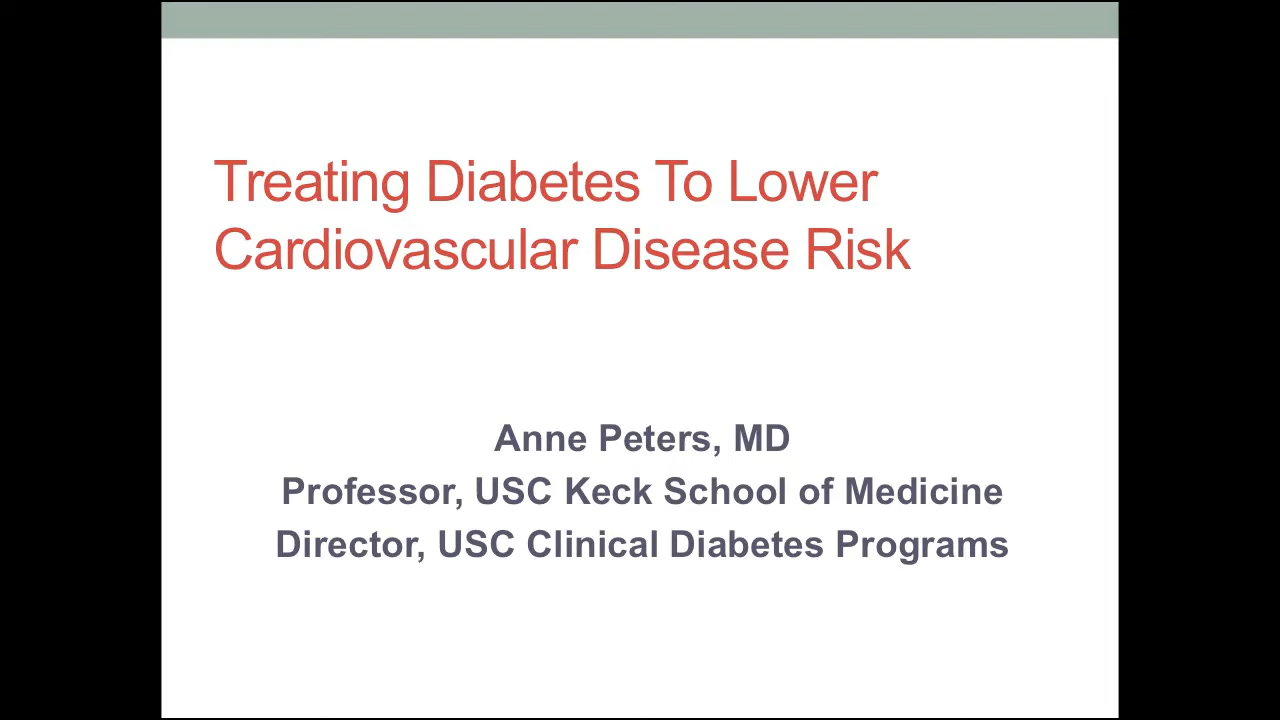 Treating Diabetes To Lower
Cardiovascular Disease Risk
Anne Peters, MD
Professor, USC Keck School of Medicine
Director, USC Clinical Diabetes Programs